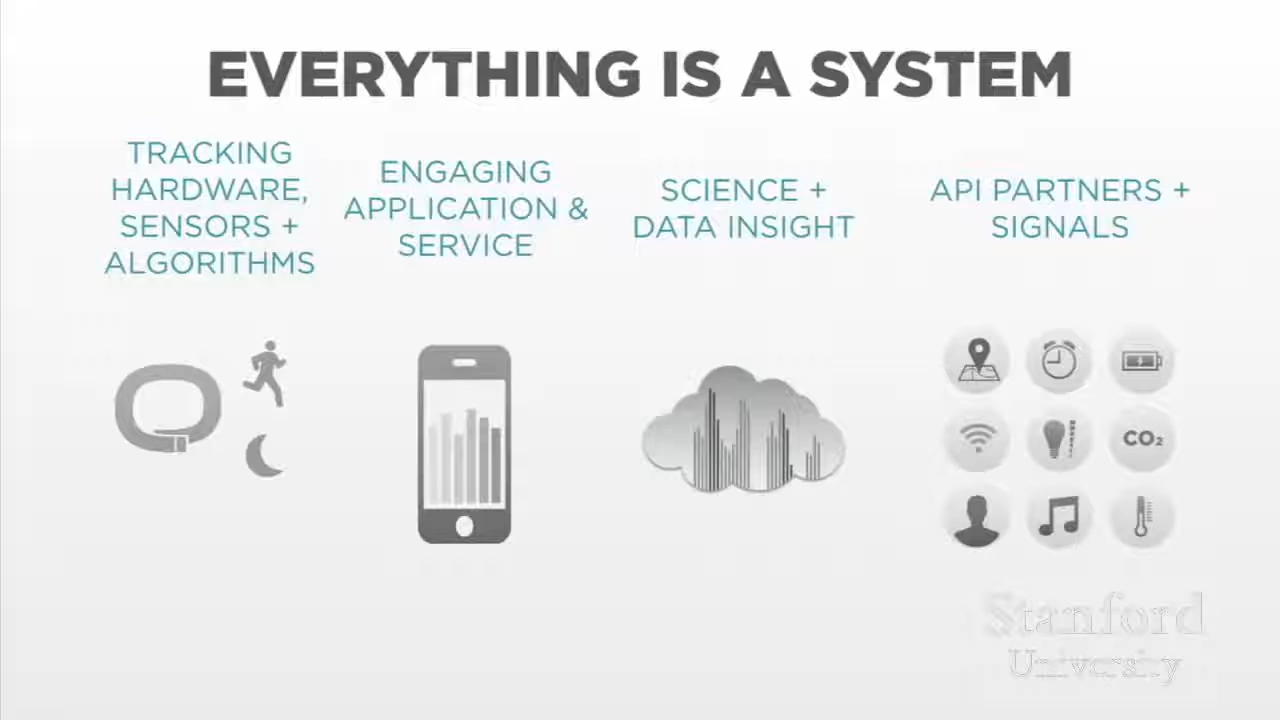 EVERYTHING IS A SYSTEM
TRACKING
HARDWARE,
SENSORS +
ALGORITHMS
ENGAGING
APPLICATION &
SERVICE
SCIENCE +
DATA INSIGHT
API PARTNERS +
SIGNALS
CO₂
Stanford
University